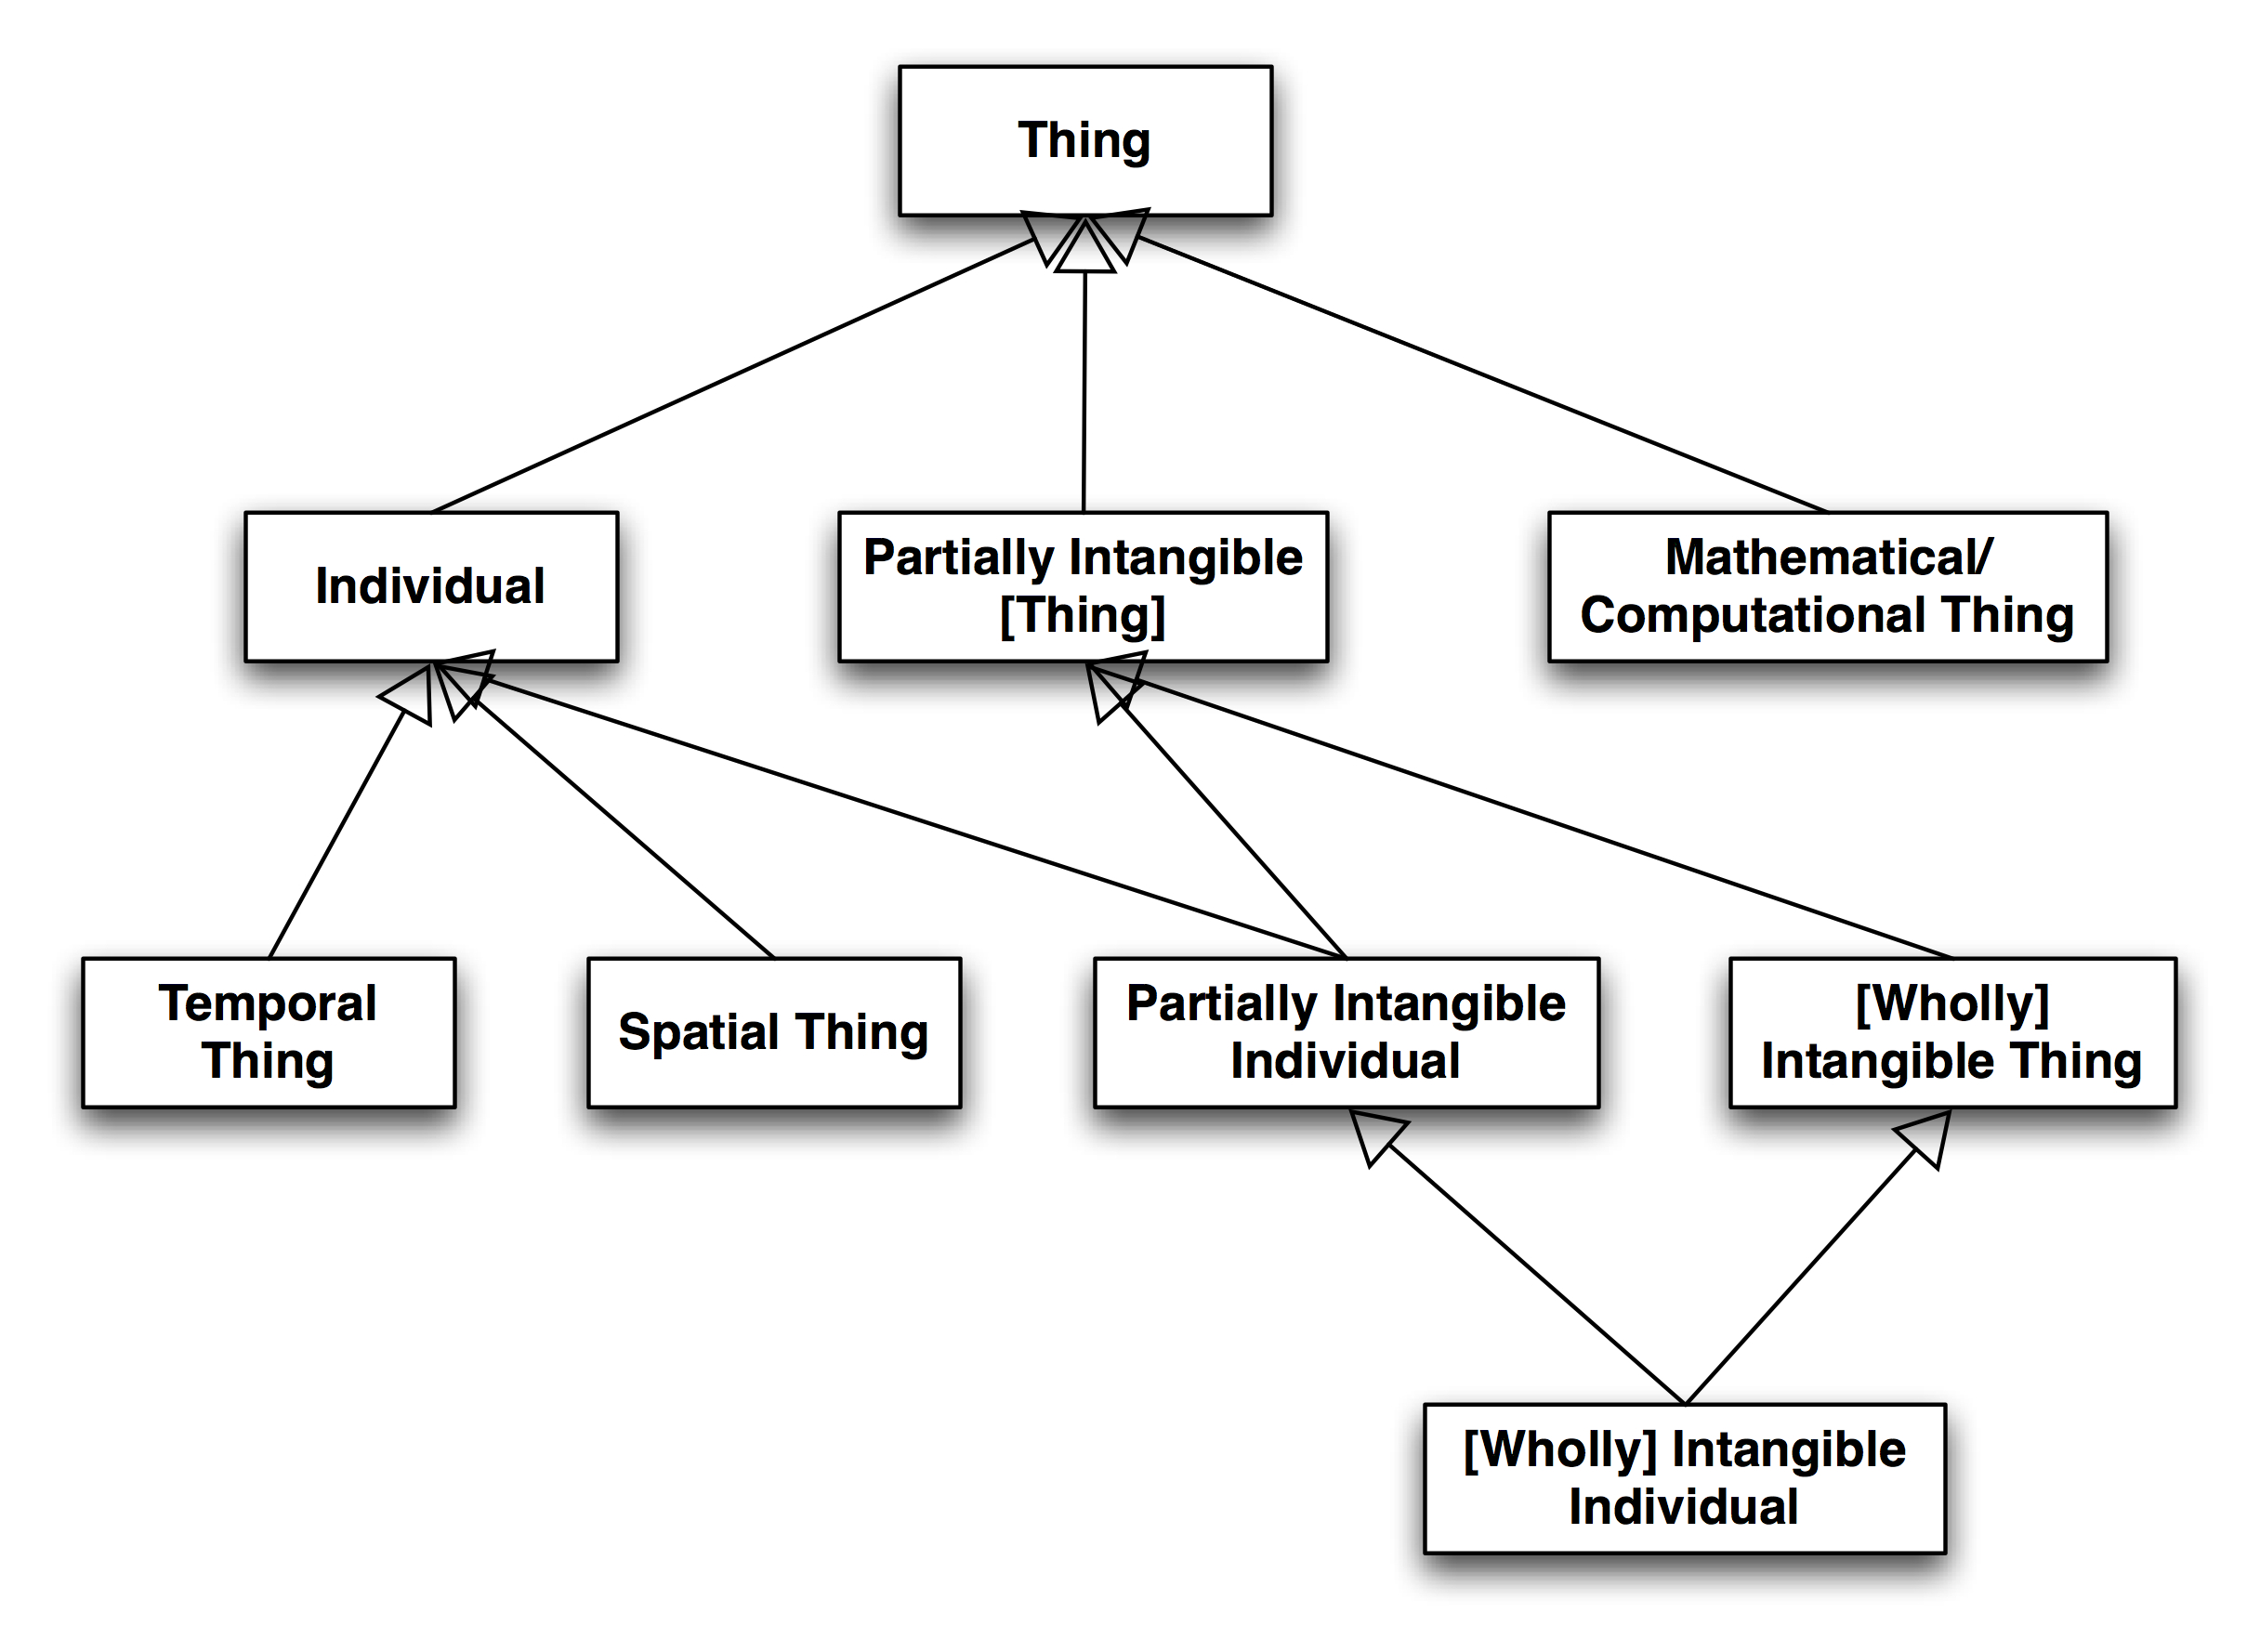 Thing
Individual
Partially Intangible
[Thing]
Mathematical/
Computational Thing
Temporal
Thing
Spatial Thing
Partially Intangible
Individual
[Wholly]
Intangible Thing
[Wholly] Intangible
Individual